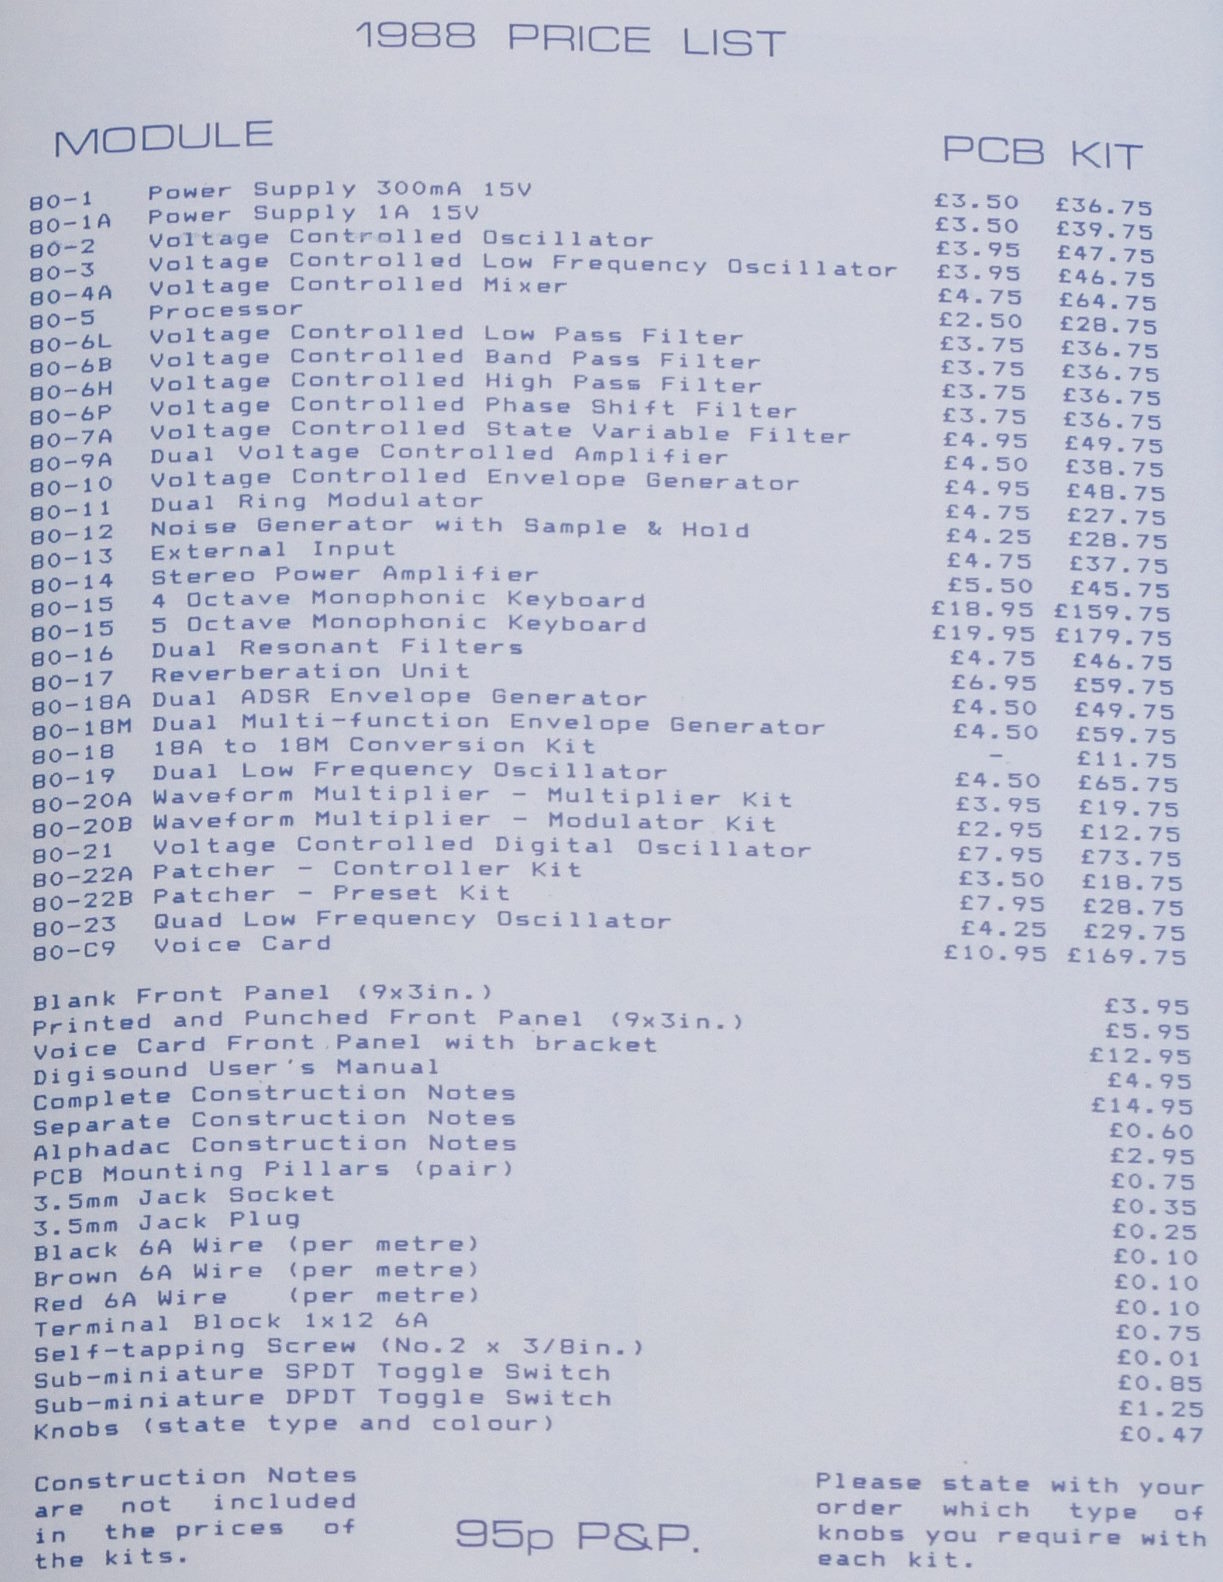 1988 PRICE LIST
MODULE PCB KIT
80-1 Power Supply 300mA 15V £3.50 £36.75
80-1A Power Supply 1A 15V £3.50 £39.75
80-2 Voltage Controlled Oscillator £3.95 £47.75
80-3 Voltage Controlled Low Frequency Oscillator £3.95 £46.75
80-4A Voltage Controlled Mixer £4.75 £64.75
80-5 Processor £2.50 £28.75
80-6L Voltage Controlled Low Pass Filter £3.75 £36.75
80-6B Voltage Controlled Band Pass Filter £3.75 £36.75
80-6H Voltage Controlled High Pass Filter £3.75 £36.75
80-6P Voltage Controlled Phase Shift Filter £3.75 £36.75
80-7A Voltage Controlled State Variable Filter £4.95 £49.75
80-9A Dual Voltage Controlled Amplifier £4.50 £38.75
80-10 Voltage Controlled Envelope Generator £4.95 £48.75
80-11 Dual Ring Modulator £4.75 £27.75
80-12 Noise Generator with Sample & Hold £4.25 £28.75
80-13 External Input £4.75 £37.75
80-14 Stereo Power Amplifier £5.50 £45.75
80-15 4 Octave Monophonic Keyboard £18.95 £159.75
80-15 5 Octave Monophonic Keyboard £19.95 £179.75
80-16 Dual Resonant Filters £4.75 £46.75
80-17 Reverberation Unit £6.95 £59.75
80-18A Dual ADSR Envelope Generator £4.50 £49.75
80-18M Dual Multi-function Envelope Generator £4.50 £59.75
80-18 18A to 18M Conversion Kit - £11.75
80-19 Dual Low Frequency Oscillator £4.50 £65.75
80-20A Waveform Multiplier - Multiplier Kit £3.95 £19.75
80-20B Waveform Multiplier - Modulator Kit £2.95 £12.75
80-21 Voltage Controlled Digital Oscillator £7.95 £73.75
80-22A Patcher - Controller Kit £3.50 £18.75
80-22B Patcher - Preset Kit £7.95 £28.75
80-23 Quad Low Frequency Oscillator £4.25 £29.75
80-C9 Voice Card £10.95 £169.75
Blank Front Panel (9x3in.) £3.95
Printed and Punched Front Panel (9x3in.) £5.95
Voice Card Front Panel with bracket £12.95
Digisound User's Manual £4.95
Complete Construction Notes £14.95
Separate Construction Notes £0.60
Alphadac Construction Notes £2.95
PCB Mounting Pillars (pair) £0.75
3.5mm Jack Socket £0.35
3.5mm Jack Plug £0.25
Black 6A Wire (per metre) £0.10
Brown 6A Wire (per metre) £0.10
Red 6A Wire (per metre) £0.10
Terminal Block 1x12 6A £0.75
Self-tapping Screw (No.2 x 3/8in.) £0.01
Sub-miniature SPDT Toggle Switch £0.85
Sub-miniature DPDT Toggle Switch £1.25
Knobs (state type and colour) £0.47
Construction Notes
are not included
in the prices of
the kits.
95p P&P.
Please state with your
order which type of
knobs you require with
each kit.